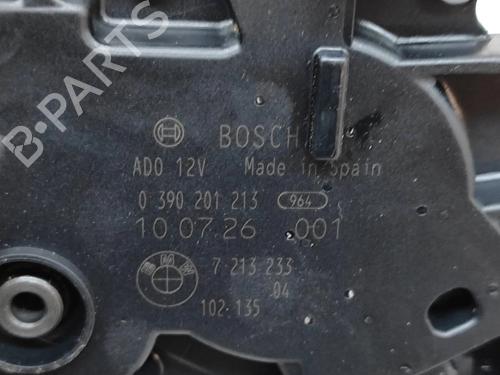 B-PARTS
BOSCH
ADO 12V Made in Spain
0 390 201 213 964
10.07.26 001
BMW
7 213 233
04
102.135